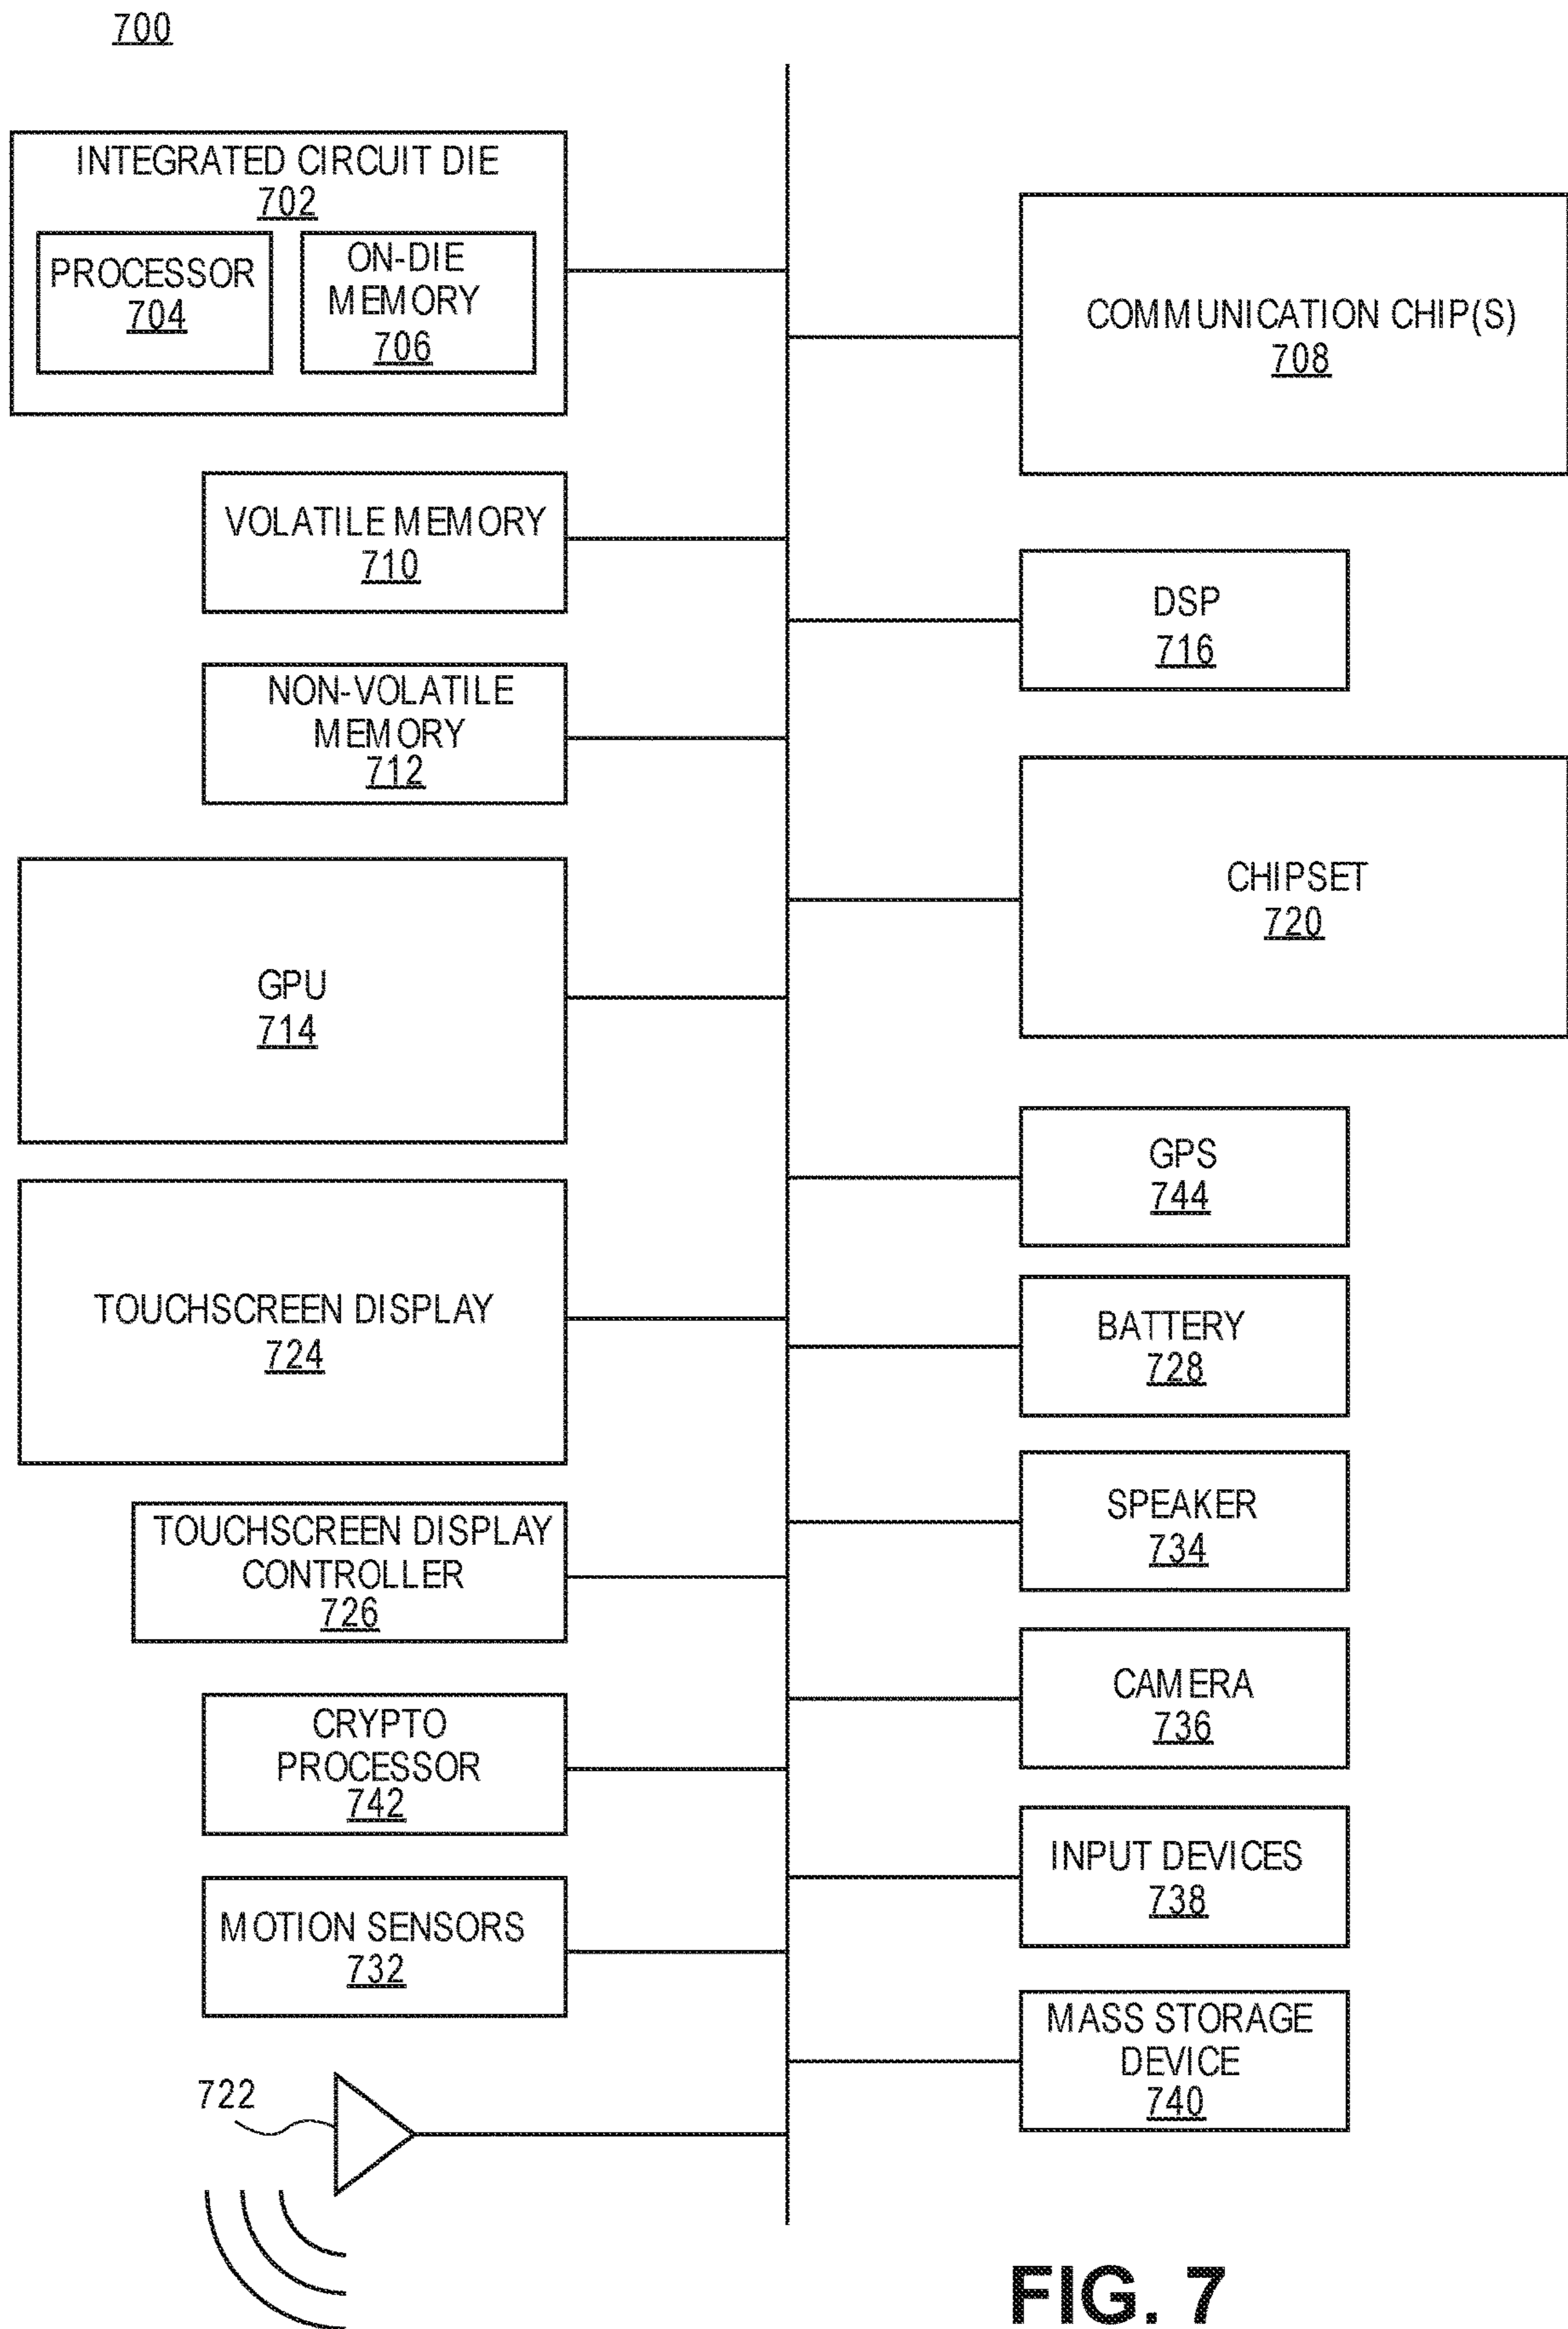 700
INTEGRATED CIRCUIT DIE
702
PROCESSOR
704
ON-DIE
MEMORY
706
VOLATILE MEMORY
710
NON-VOLATILE
MEMORY
712
GPU
714
TOUCHSCREEN DISPLAY
724
TOUCHSCREEN DISPLAY
CONTROLLER
726
CRYPTO
PROCESSOR
742
MOTION SENSORS
732
722
COMMUNICATION CHIP(S)
708
DSP
716
CHIPSET
720
GPS
744
BATTERY
728
SPEAKER
734
CAMERA
736
INPUT DEVICES
738
MASS STORAGE
DEVICE
740
FIG. 7